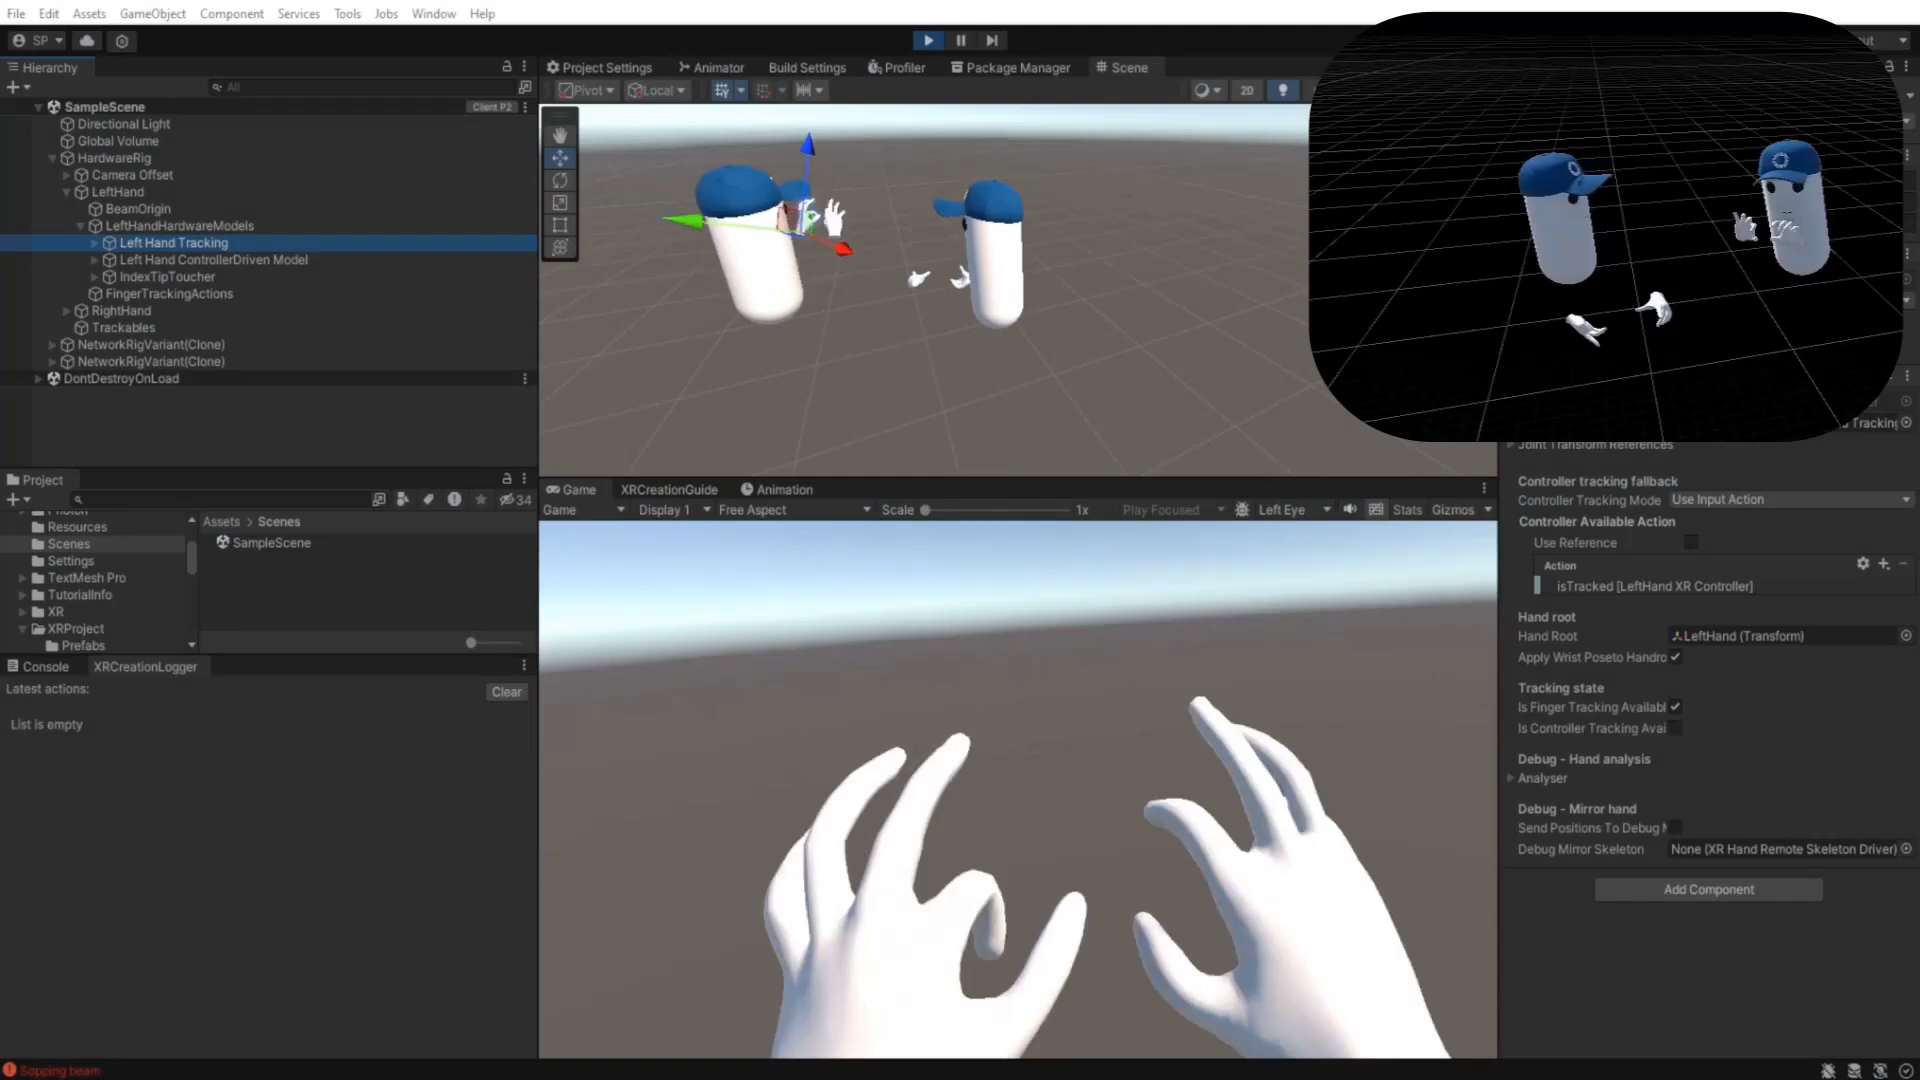 File Edit Assets GameObject Component Services Tools Jobs Window Help
SP
Hierarchy
All
SampleScene
Client P2
Directional Light
Global Volume
HardwareRig
Camera Offset
LeftHand
BeamOrigin
LeftHandHardwareModels
Left Hand Tracking
Left Hand ControllerDriven Model
IndexTipToucher
FingerTrackingActions
RightHand
Trackables
NetworkRigVariant(Clone)
NetworkRigVariant(Clone)
DontDestroyOnLoad
Project Settings Animator Build Settings Profiler Package Manager Scene
Pivot Local 2D
Project
34
Resources
Scenes
Settings
TextMesh Pro
TutorialInfo
XR
XRProject
Prefabs
Assets > Scenes
SampleScene
Console XRCreationLogger
Latest actions:
Clear
List is empty
Game XRCreationGuide Animation
Game Display 1 Free Aspect Scale 1x Play Focused Left Eye Stats Gizmos
Tracking
Joint Transform References
Controller tracking fallback
Controller Tracking Mode Use Input Action
Controller Available Action
Use Reference
Action
isTracked [LeftHand XR Controller]
Hand root
Hand Root LeftHand (Transform)
Apply Wrist Poseto Handro
Tracking state
Is Finger Tracking Availabl
Is Controller Tracking Avai
Debug - Hand analysis
Analyser
Debug - Mirror hand
Send Positions To Debug M
Debug Mirror Skeleton None (XR Hand Remote Skeleton Driver)
Add Component
Sopping beam